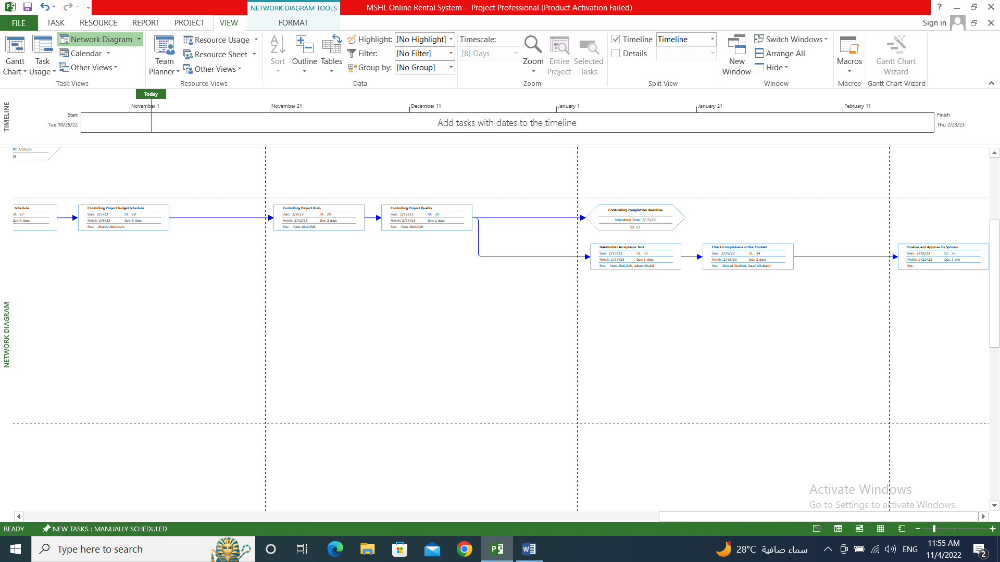 NETWORK DIAGRAM TOOLS
MSHL Online Rental System - Project Professional (Product Activation Failed)
?
FILE
TASK
RESOURCE
REPORT
PROJECT
VIEW
FORMAT
Sign in
Gantt Chart
Task Usage
Network Diagram
Calendar
Other Views
Task Views
Team Planner
Resource Usage
Resource Sheet
Other Views
Resource Views
Sort
Outline
Tables
Highlight: [No Highlight]
Filter: [No Filter]
Group by: [No Group]
Data
Timescale:
[8] Days
Zoom
Entire Project
Selected Tasks
Zoom
Timeline Timeline
Details
Split View
New Window
Switch Windows
Arrange All
Hide
Window
Macros
Macros
Gantt Chart Wizard
Gantt Chart Wizard
TIMELINE
Today
November 1
November 21
December 11
January 1
January 21
February 11
Start
Tue 10/25/22
Add tasks with dates to the timeline
Finish
Thu 2/23/23
NETWORK DIAGRAM
te: 1/26/23
25
Schedule
ID: 27
Dur: 5 days
Controlling Project Budget Schedule
Start: 2/5/23 ID: 28
Finish: 2/8/23 Dur: 3 days
Res: Ghaida Abdulaziz
Controlling Project Risks
Start: 2/8/23 ID: 29
Finish: 2/12/23 Dur: 2 days
Res: Fares Abdullah
Controlling Project Quality
Start: 2/12/23 ID: 30
Finish: 2/15/23 Dur: 2 days
Res: Fares Abdullah
Controlling completion deadline
Milestone Date: 2/15/23
ID: 31
Stakeholder Acceptance Test
Start: 2/15/23 ID: 33
Finish: 2/19/23 Dur: 2 days
Res: Fares Abdullah, Salem Khalid
Check Completness of the Contract
Start: 2/15/23 ID: 34
Finish: 2/19/23 Dur: 2 days
Res: Ahmed Ibrahim, Saud Alhakami
Finalize and Approve by Sponsor
Start: 2/19/23 ID: 35
Finish: 2/20/23 Dur: 1 day
Res:
Activate Windows
Go to Settings to activate Windows.
READY
NEW TASKS : MANUALLY SCHEDULED
Type here to search
28°C سماء صافية
ENG
11:55 AM
11/4/2022
2